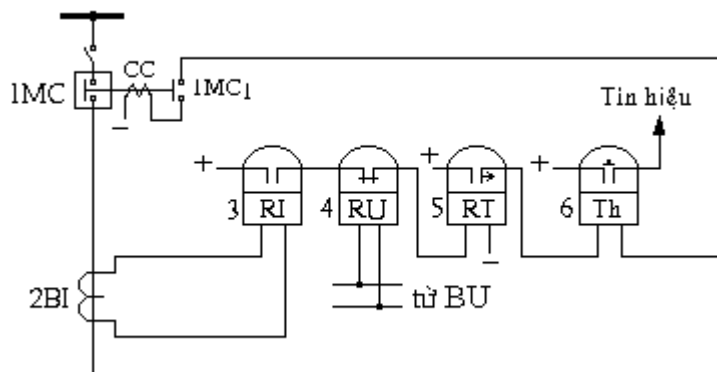 CC
1MC
1MC1
Tín hiệu
+
+
+
3 RI
4 RU
5 RT
6 Th
2BI
từ BU